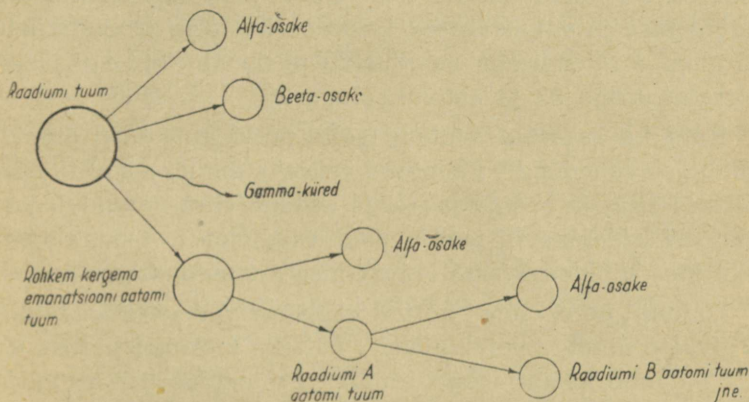 Alfa-osake
Raadiumi tuum
Beeta-osake
Gamma-kiired
Alfa-osake
Rohkem kergema
emanatsiooni aatomi
tuum
Alfa-osake
Raadiumi A
aatomi tuum
Raadiumi B aatomi tuum
jne.